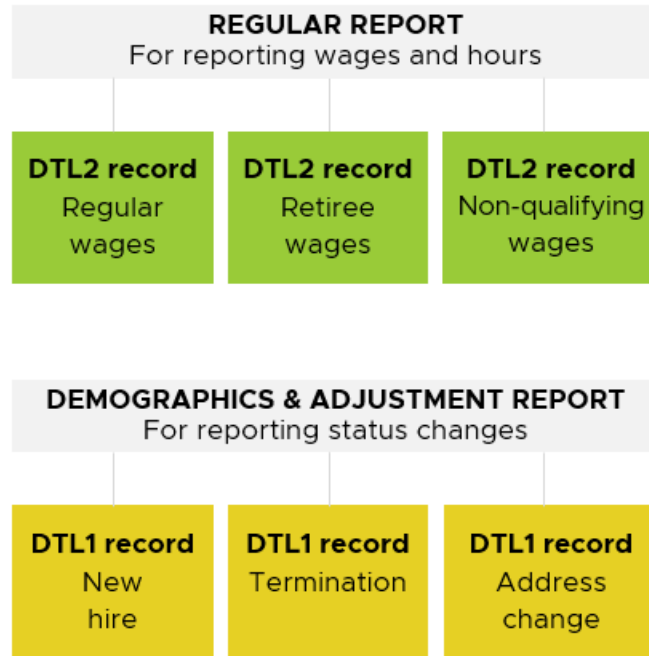 REGULAR REPORT
For reporting wages and hours
DTL2 record
Regular
wages
DTL2 record
Retiree
wages
DTL2 record
Non-qualifying
wages
DEMOGRAPHICS & ADJUSTMENT REPORT
For reporting status changes
DTL1 record
New
hire
DTL1 record
Termination
DTL1 record
Address
change